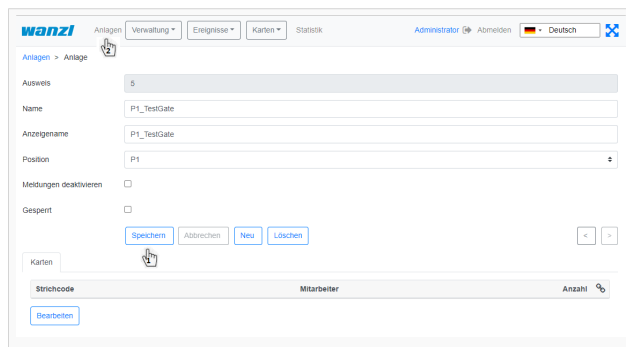 wanzl Anlagen Verwaltung Ereignisse Karten Statistik Administrator Abmelden Deutsch
2
Anlagen > Anlage
Ausweis 5
Name P1_TestGate
Anzeigename P1_TestGate
Position P1
Meldungen deaktivieren
Gesperrt
Speichern Abbrechen Neu Löschen < >
1
Karten
Strichcode Mitarbeiter Anzahl
Bearbeiten